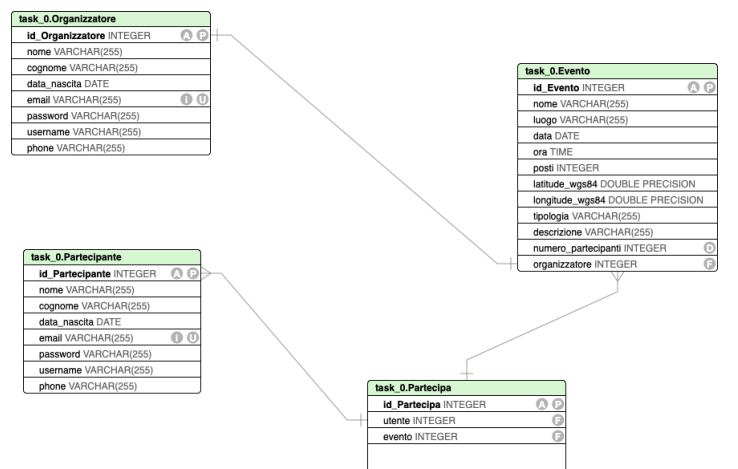 task_0.Organizzatore
id_Organizzatore INTEGER A P
nome VARCHAR(255)
cognome VARCHAR(255)
data_nascita DATE
email VARCHAR(255) i U
password VARCHAR(255)
username VARCHAR(255)
phone VARCHAR(255)
task_0.Evento
id_Evento INTEGER A P
nome VARCHAR(255)
luogo VARCHAR(255)
data DATE
ora TIME
posti INTEGER
latitude_wgs84 DOUBLE PRECISION
longitude_wgs84 DOUBLE PRECISION
tipologia VARCHAR(255)
descrizione VARCHAR(255)
numero_partecipanti INTEGER D
organizzatore INTEGER F
task_0.Partecipante
id_Partecipante INTEGER A P
nome VARCHAR(255)
cognome VARCHAR(255)
data_nascita DATE
email VARCHAR(255) i U
password VARCHAR(255)
username VARCHAR(255)
phone VARCHAR(255)
task_0.Partecipa
id_Partecipa INTEGER A P
utente INTEGER F
evento INTEGER F